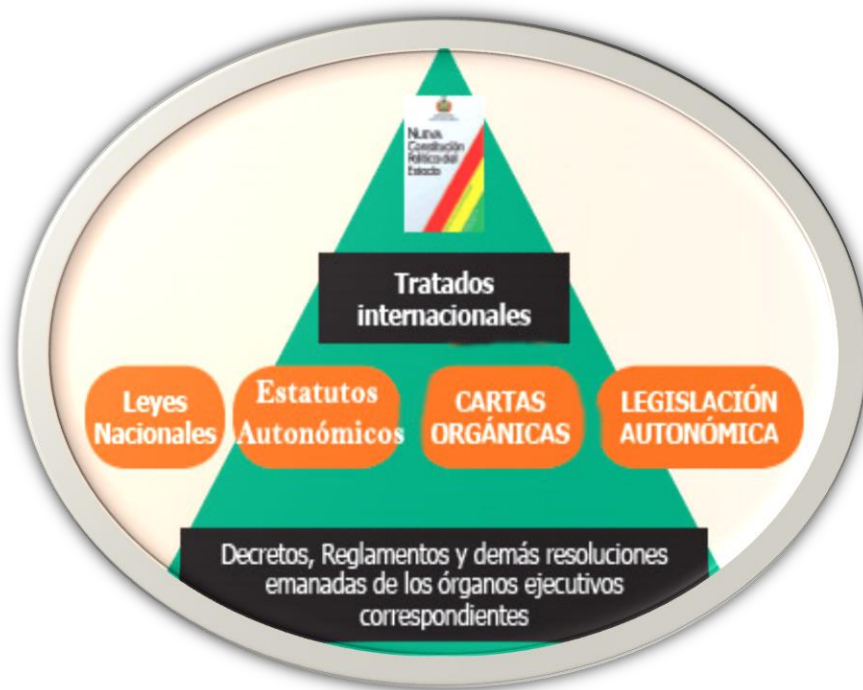 NUEVA
Constitución
Política del
Estado
Tratados
internacionales
Leyes
Nacionales
Estatutos
Autonómicos
CARTAS
ORGÁNICAS
LEGISLACIÓN
AUTONÓMICA
Decretos, Reglamentos y demás resoluciones
emanadas de los órganos ejecutivos
correspondientes